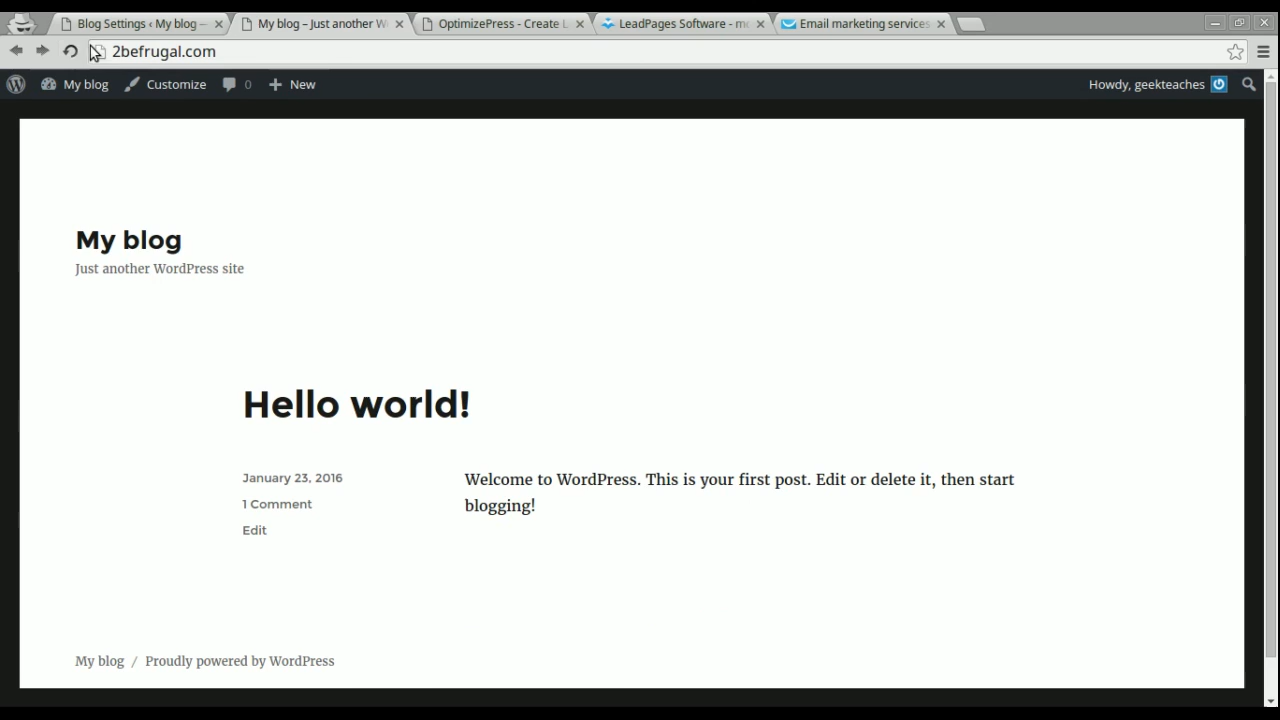 Blog Settings ‹ My blog —
My blog – Just another W
OptimizePress - Create L
LeadPages Software - mo
Email marketing services
2befrugal.com
My blog
Customize
0
New
Howdy, geekteaches
My blog
Just another WordPress site
Hello world!
January 23, 2016
1 Comment
Edit
Welcome to WordPress. This is your first post. Edit or delete it, then start
blogging!
My blog / Proudly powered by WordPress